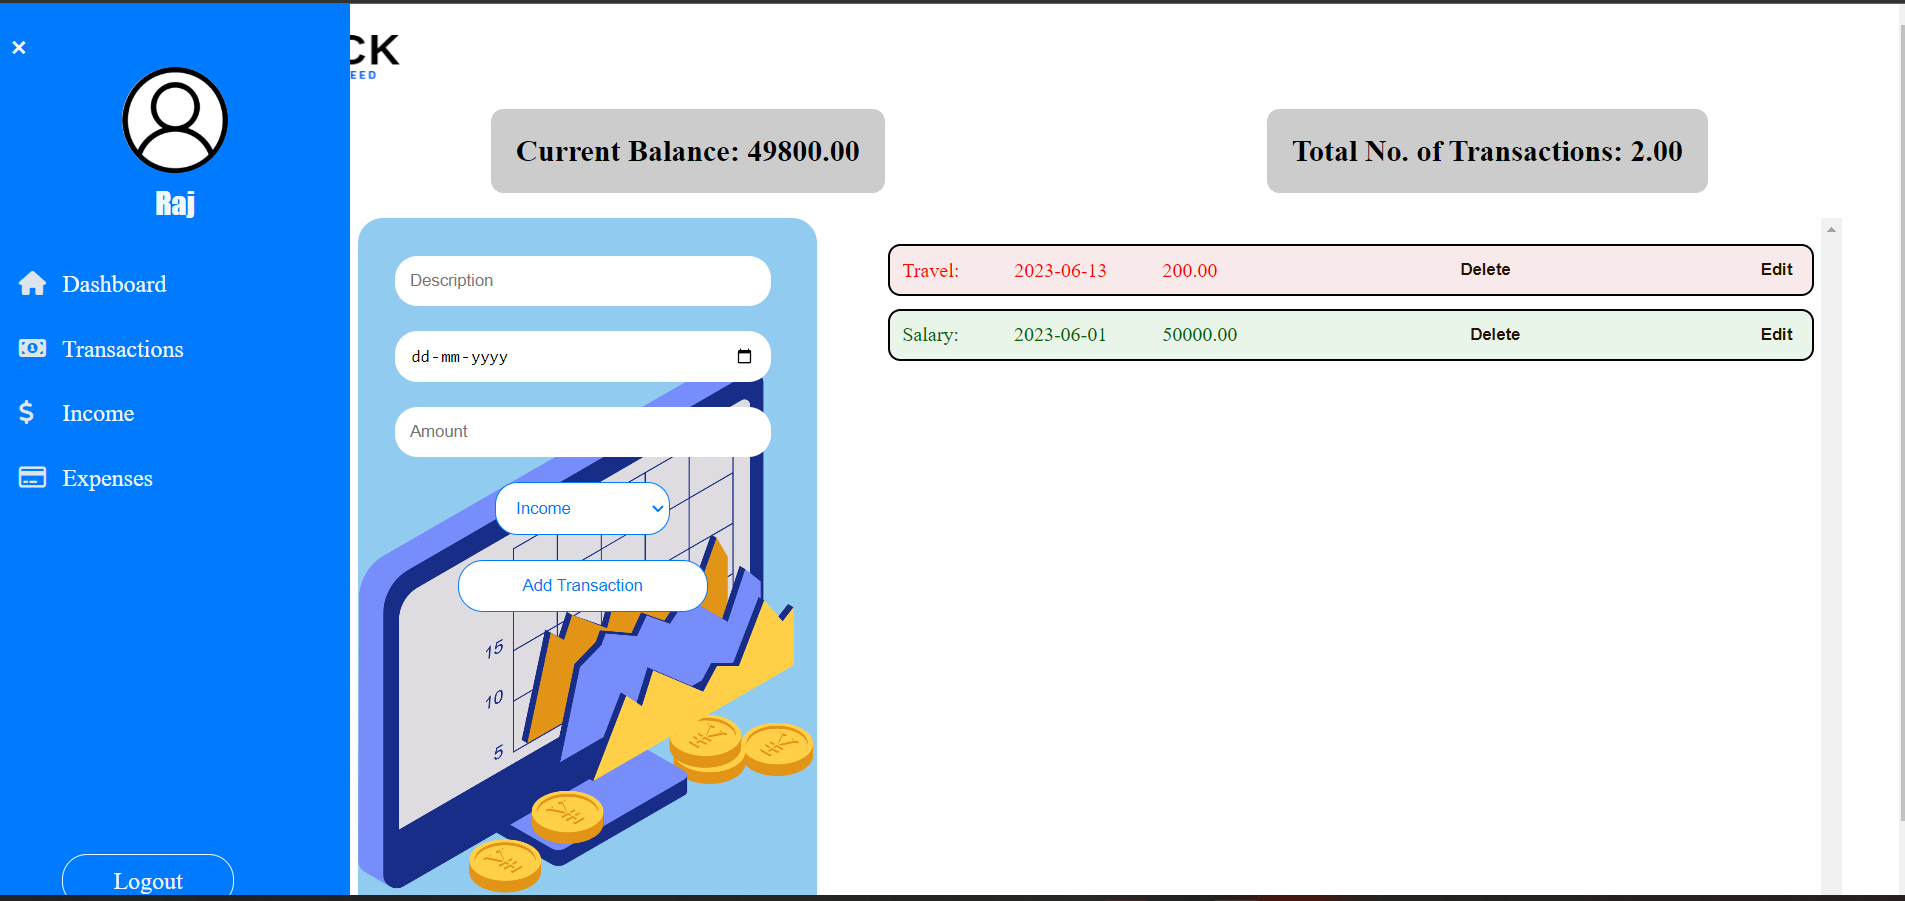 ×
CK
EED
Raj
Dashboard
Transactions
Income
Expenses
Logout
Current Balance: 49800.00
Total No. of Transactions: 2.00
Description
dd-mm-yyyy
Amount
Income
Add Transaction
15
10
5
Travel: 2023-06-13 200.00 Delete Edit
Salary: 2023-06-01 50000.00 Delete Edit